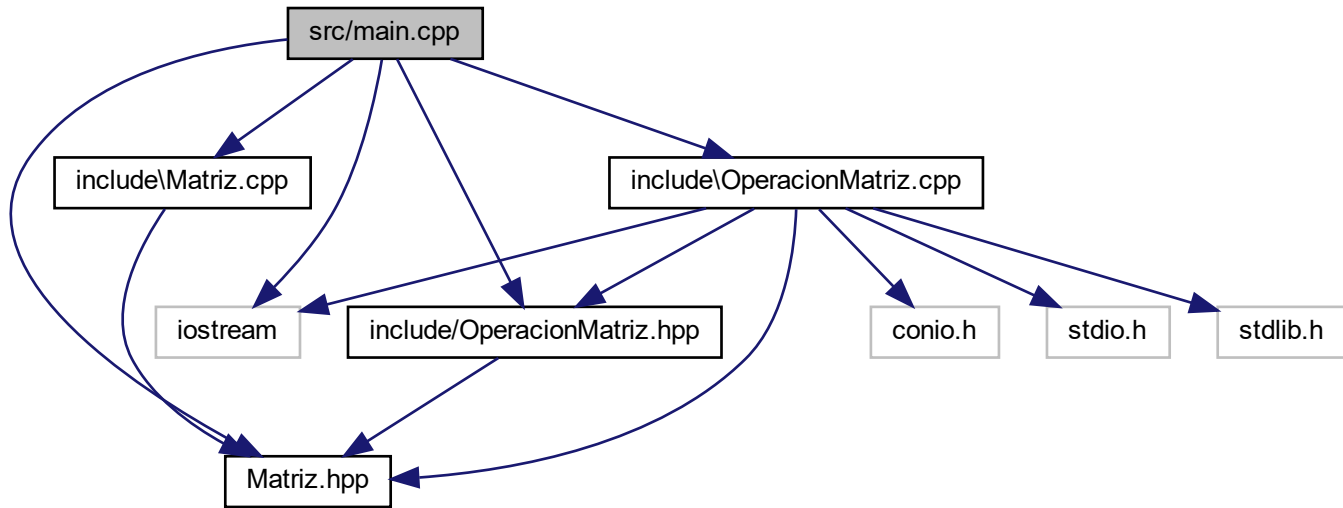 src/main.cpp
include\Matriz.cpp
include\OperacionMatriz.cpp
iostream
include/OperacionMatriz.hpp
conio.h
stdio.h
stdlib.h
Matriz.hpp